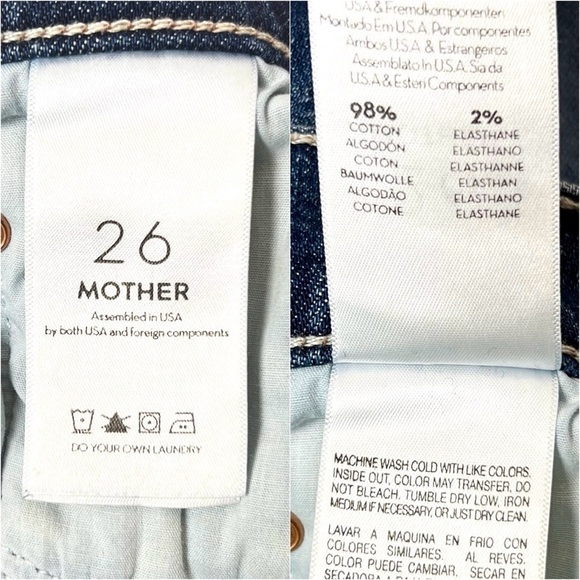 26
MOTHER
Assembled in USA
by both USA and foreign components
DO YOUR OWN LAUNDRY
USA & Fremdkomponenten
Montado Em U.S.A. Por componentes
Ambos U.S.A & Estrangeiros
Assemblato In U.S.A. Sia da
U.S.A & Esteri Components
98%
COTTON
ALGODÓN
COTON
BAUMWOLLE
ALGODÃO
COTONE
2%
ELASTHANE
ELASTHANO
ELASTHANNE
ELASTHAN
ELASTHANO
ELASTHANE
MACHINE WASH COLD WITH LIKE COLORS.
INSIDE OUT, COLOR MAY TRANSFER, DO
NOT BLEACH. TUMBLE DRY LOW, IRON
MEDIUM IF NECESSARY, OR JUST DRY CLEAN.
LAVAR A MAQUINA EN FRIO CON
COLORES SIMILARES. AL REVES,
COLOR PUEDE CAMBIAR. SECAR EN